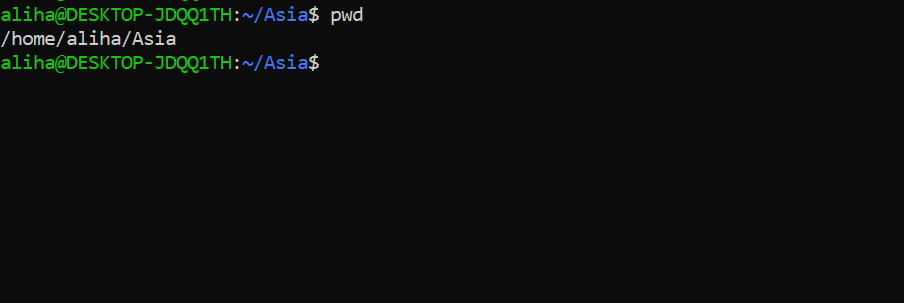 aliha@DESKTOP-JDQQ1TH:~/Asia$ pwd
/home/aliha/Asia
aliha@DESKTOP-JDQQ1TH:~/Asia$